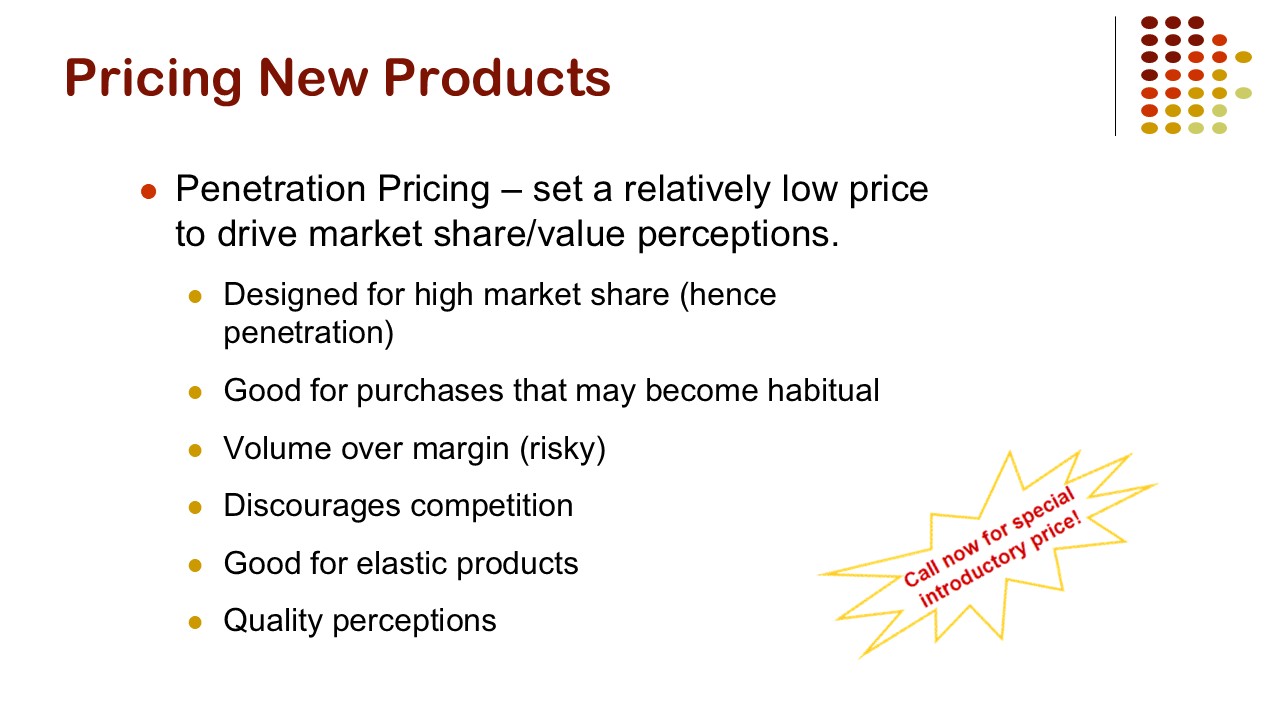 Pricing New Products
Penetration Pricing – set a relatively low price
to drive market share/value perceptions.
Designed for high market share (hence
penetration)
Good for purchases that may become habitual
Volume over margin (risky)
Discourages competition
Good for elastic products
Quality perceptions
Call now for special
introductory price!